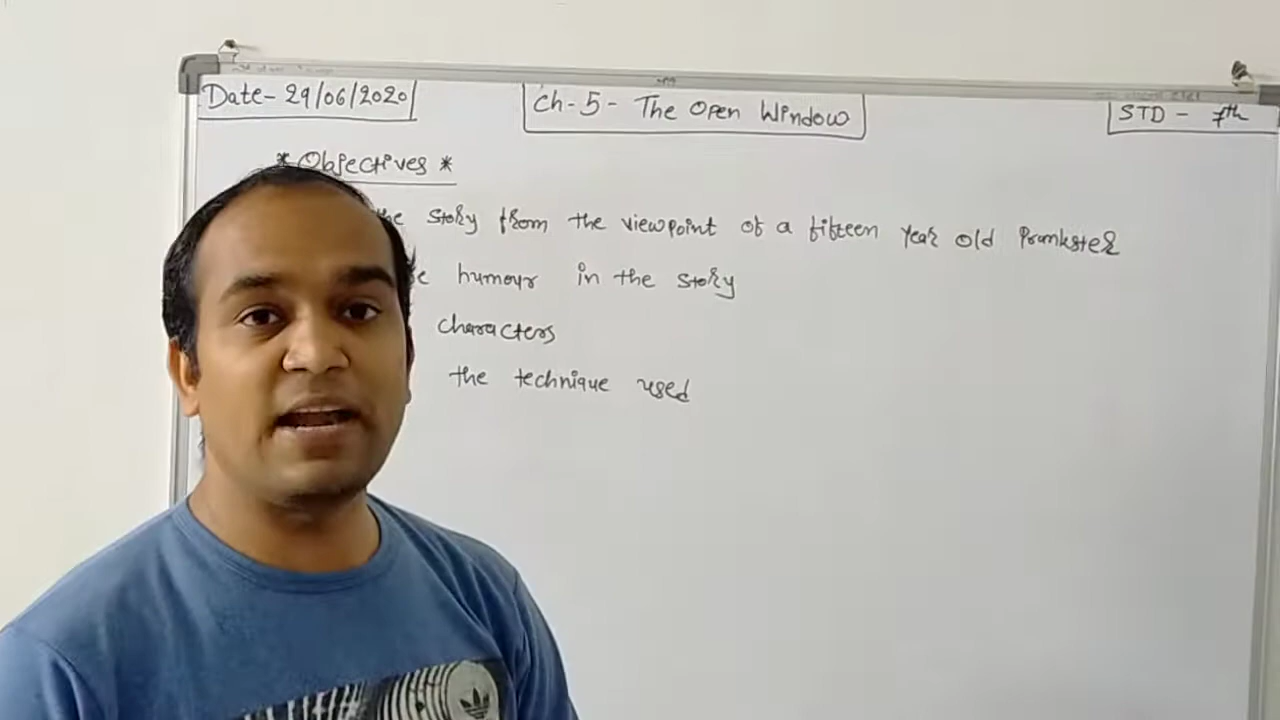 Date- 29/06/2020
Ch-5- The Open Window
STD - 7th
* Objectives *
the story from the viewpoint of a fifteen year old Prankster
humour in the story
characters
the technique used